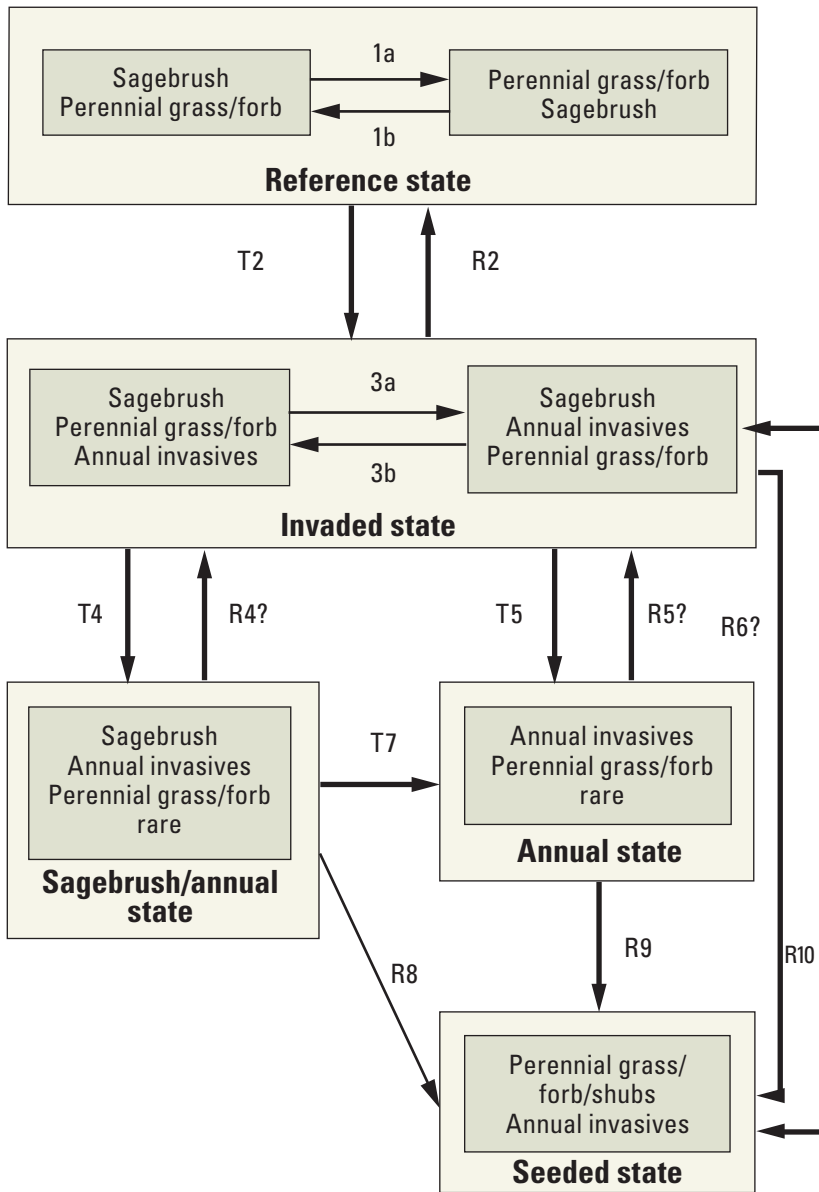 1a
Sagebrush
Perennial grass/forb
Perennial grass/forb
Sagebrush
1b
Reference state
T2
R2
Sagebrush
Perennial grass/forb
Annual invasives
3a
3b
Sagebrush
Annual invasives
Perennial grass/forb
Invaded state
T4
R4?
T5
R5?
R6?
Sagebrush
Annual invasives
Perennial grass/forb
rare
Sagebrush/annual
state
T7
Annual invasives
Perennial grass/forb
rare
Annual state
R8
R9
R10
Perennial grass/
forb/shubs
Annual invasives
Seeded state